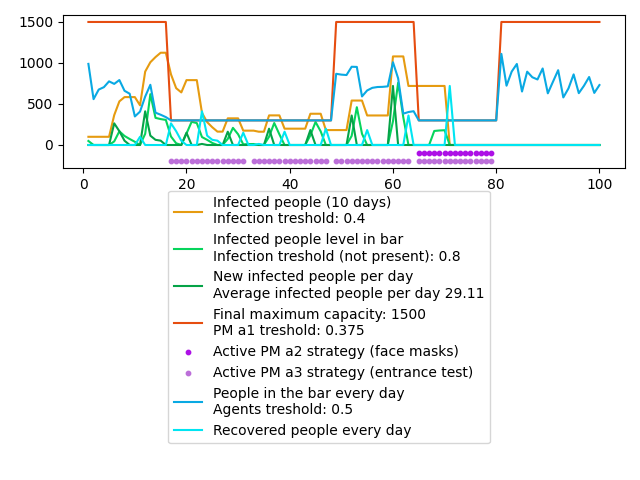 1500
1000
500
0
0 20 40 60 80 100
Infected people (10 days)
Infection treshold: 0.4
Infected people level in bar
Infection treshold (not present): 0.8
New infected people per day
Average infected people per day 29.11
Final maximum capacity: 1500
PM a1 treshold: 0.375
Active PM a2 strategy (face masks)
Active PM a3 strategy (entrance test)
People in the bar every day
Agents treshold: 0.5
Recovered people every day